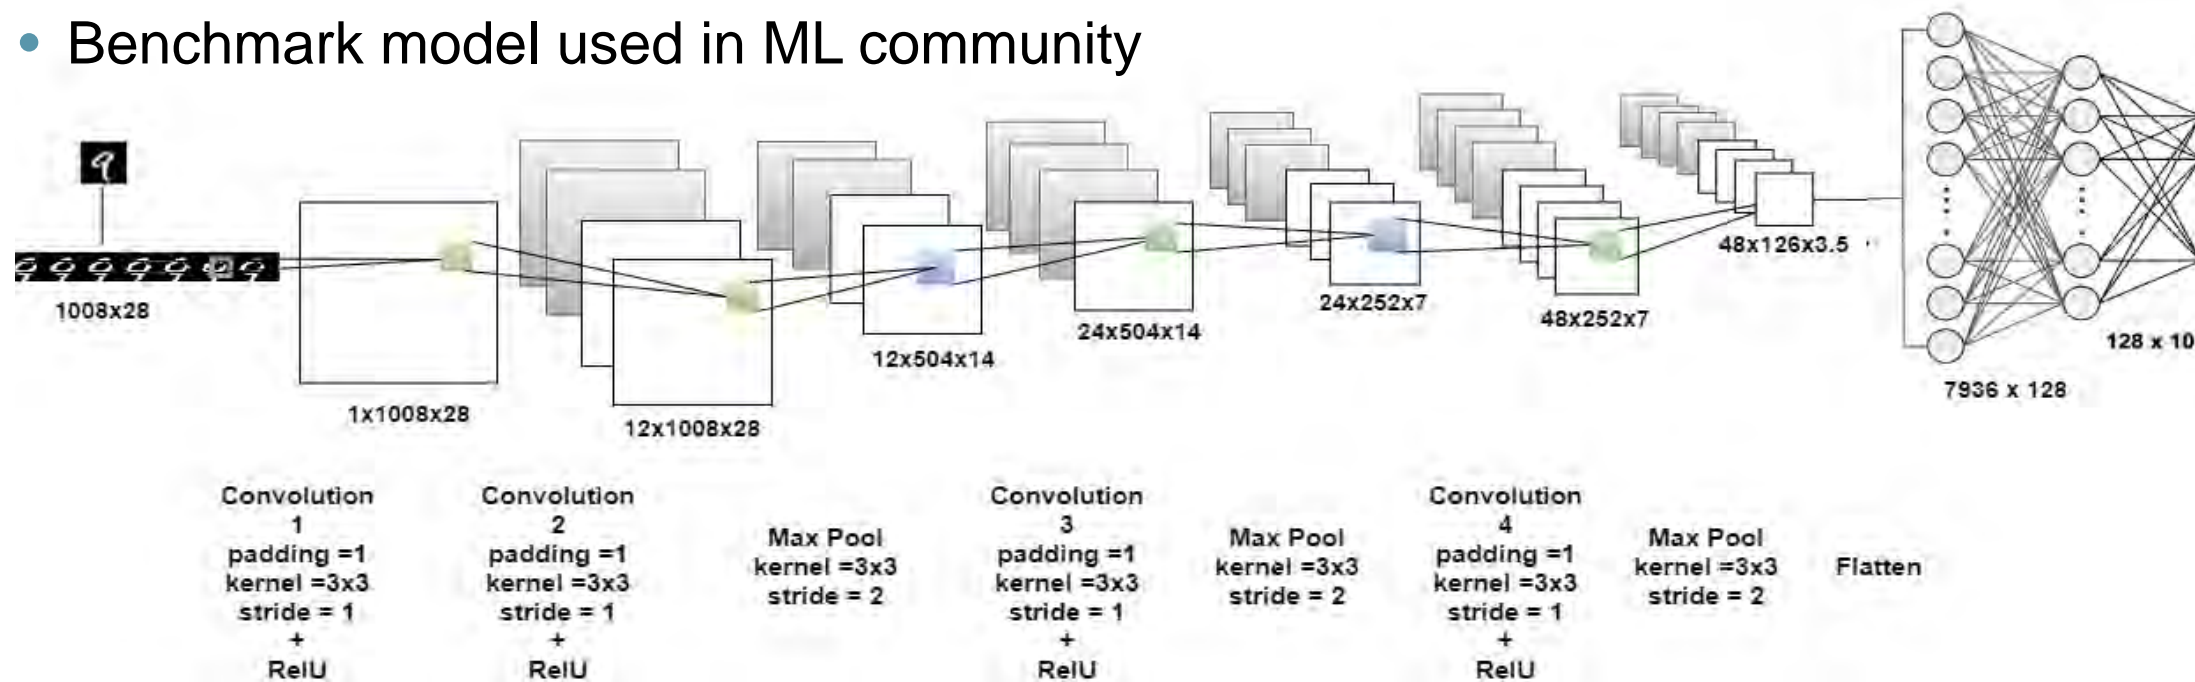 • Benchmark model used in ML community
1008x28
1x1008x28
12x1008x28
12x504x14
24x504x14
24x252x7
48x252x7
48x126x3.5
7936 x 128
128 x 10
Convolution
1
padding =1
kernel =3x3
stride = 1
+
RelU
Convolution
2
padding =1
kernel =3x3
stride = 1
+
RelU
Max Pool
kernel =3x3
stride = 2
Convolution
3
padding =1
kernel =3x3
stride = 1
+
RelU
Max Pool
kernel =3x3
stride = 2
Convolution
4
padding =1
kernel =3x3
stride = 1
+
RelU
Max Pool
kernel =3x3
stride = 2
Flatten